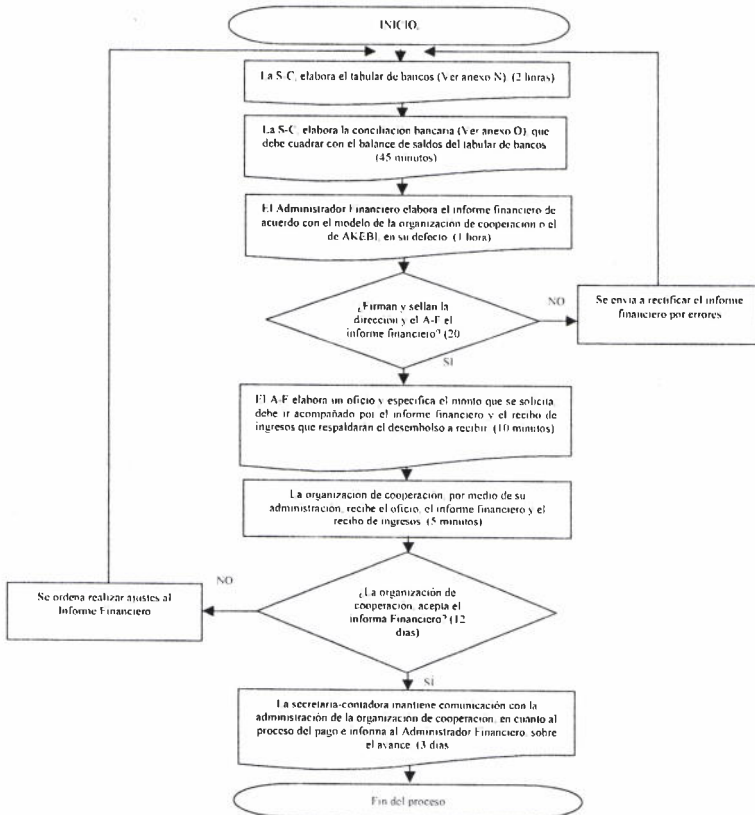 INICIO.
La S-C, elabora el tabular de bancos (Ver anexo N) (2 horas)
La S-C, elabora la conciliacion bancaria (Ver anexo O), que
debe cuadrar con el balance de saldos del tabular de bancos
(45 minutos)
El Administrador Financiero elabora el informe financiero de
acuerdo con el modelo de la organización de cooperacion o el
de AKEBI, en su defecto (1 hora)
¿Firman y sellan la
direccion y el A-F el
informe financiero? (20
NO
Se envia a rectificar el informe
financiero por errores
SI
El A-F elabora un oficio y especifica el monto que se solicita,
debe ir acompañado por el informe financiero y el recibo de
ingresos que respaldaran el desembolso a recibir (10 minutos)
La organizacion de cooperacion, por medio de su
administración, recibe el oficio, el informe financiero y el
recibo de ingresos (5 minutos)
¿La organización de
cooperacion, acepta el
informa Financiero? (12
dias)
NO
Se ordena realizar ajustes al
Informe Financiero
SÍ
La secretaria-contadora mantiene comunicación con la
administración de la organización de cooperacion, en cuanto al
proceso del pago e informa al Administrador Financiero, sobre
el avance (3 dias
Fin del proceso